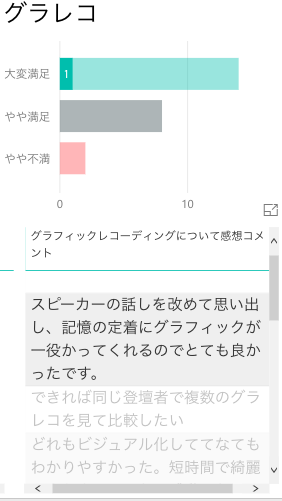 グラレコ
大変満足
1
やや満足
やや不満
0
10
グラフィックレコーディングについて感想コメ
ント
スピーカーの話しを改めて思い出
し、記憶の定着にグラフィックが
一役かってくれるのでとても良か
ったです。
できれば同じ登壇者で複数のグラ
レコを見て比較したい
どれもビジュアル化しててなても
わかりやすかった。短時間で綺麗